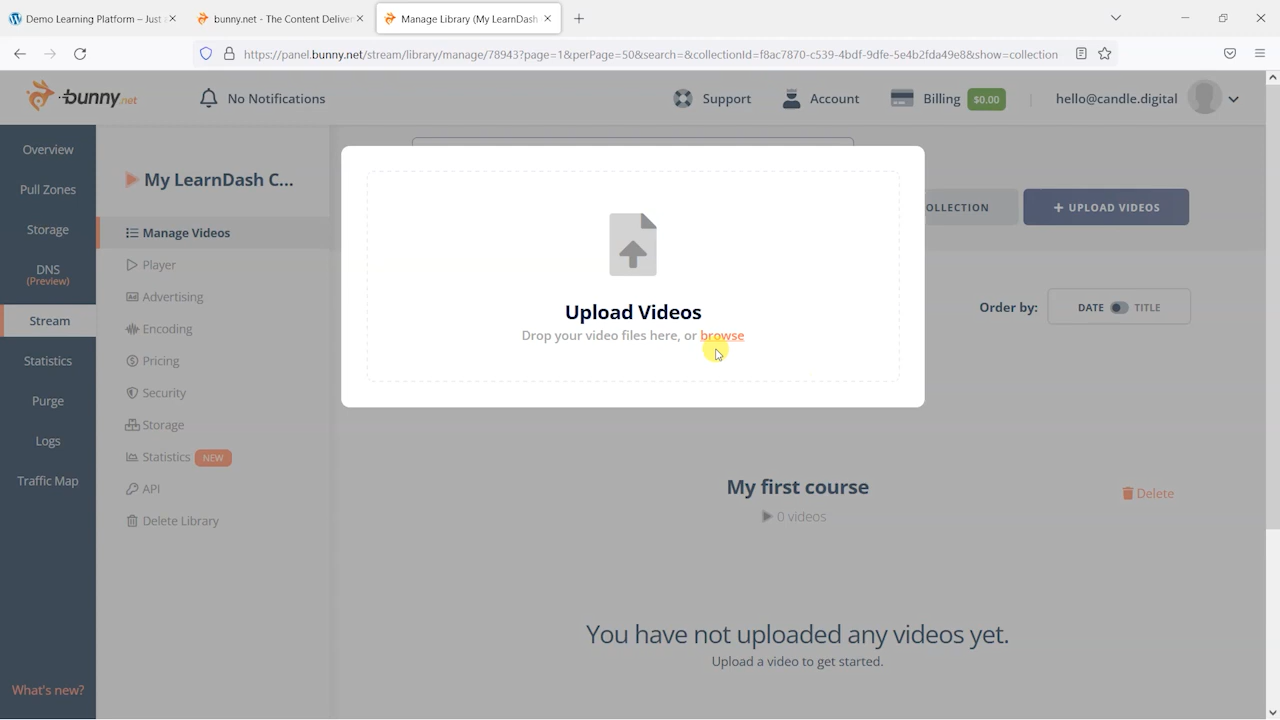 Demo Learning Platform – Just
bunny.net - The Content Deliver
Manage Library (My LearnDash
https://panel.bunny.net/stream/library/manage/78943?page=1&perPage=50&search=&collectionId=f8ac7870-c539-4bdf-9dfe-5e4b2fda49e8&show=collection
bunny.net
No Notifications
Support
Account
Billing $0.00
hello@candle.digital
Overview
Pull Zones
Storage
DNS
(Preview)
Stream
Statistics
Purge
Logs
Traffic Map
What's new?
My LearnDash C...
Manage Videos
Player
Advertising
Encoding
Pricing
Security
Storage
Statistics NEW
API
Delete Library
OLLECTION
+ UPLOAD VIDEOS
Upload Videos
Drop your video files here, or browse
Order by:
DATE TITLE
My first course
0 videos
Delete
You have not uploaded any videos yet.
Upload a video to get started.